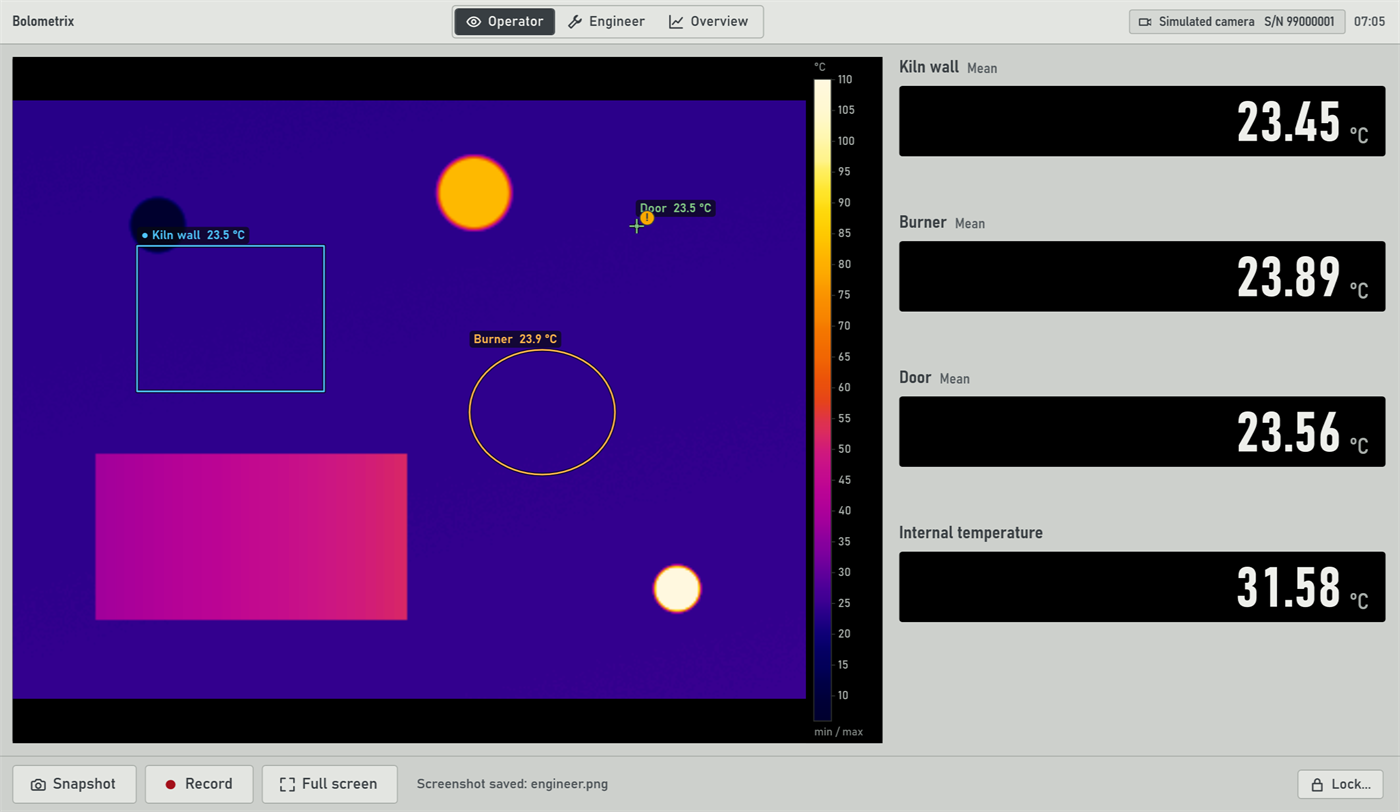 Bolometrix
Operator
Engineer
Overview
Simulated camera S/N 99000001
07:05
°C
110
105
100
95
90
85
80
75
70
65
60
55
50
45
40
35
30
25
20
15
10
min / max
Door 23.5 °C
!
Kiln wall 23.5 °C
Burner 23.9 °C
Kiln wall Mean
23.45 °C
Burner Mean
23.89 °C
Door Mean
23.56 °C
Internal temperature
31.58 °C
Snapshot
Record
Full screen
Screenshot saved: engineer.png
Lock...